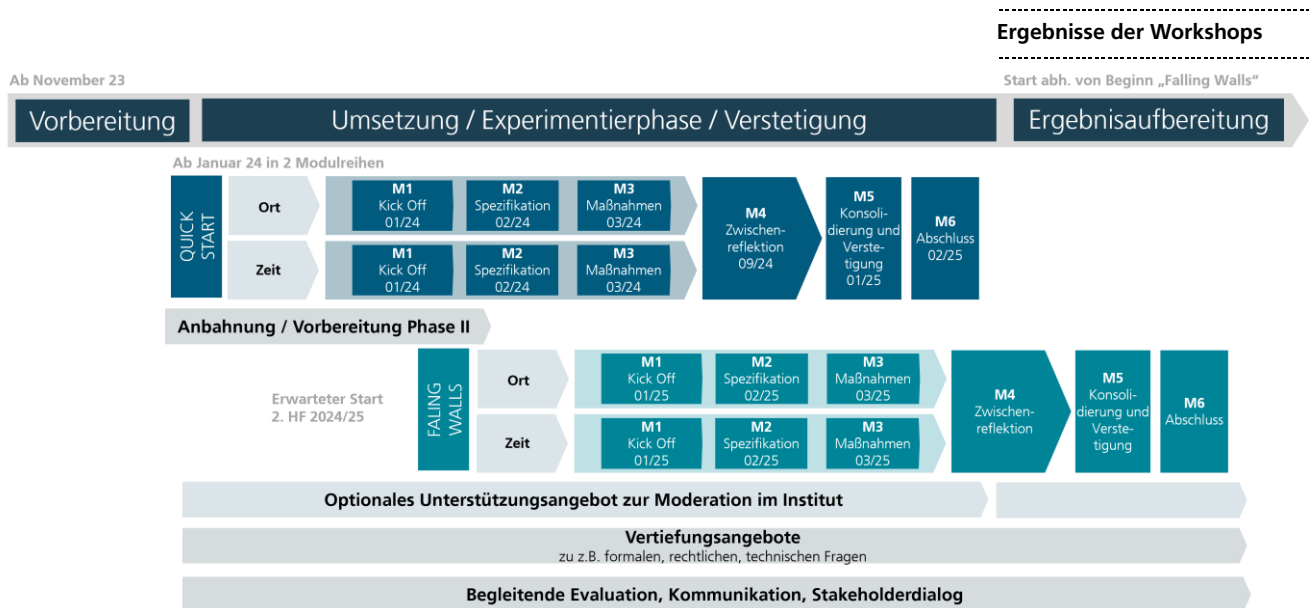 Ergebnisse der Workshops
Ab November 23
Start abh. von Beginn „Falling Walls“
Vorbereitung
Umsetzung / Experimentierphase / Verstetigung
Ergebnisaufbereitung
Ab Januar 24 in 2 Modulreihen
QUICK
START
Ort
M1
Kick Off
01/24
M2
Spezifikation
02/24
M3
Maßnahmen
03/24
Zeit
M1
Kick Off
01/24
M2
Spezifikation
02/24
M3
Maßnahmen
03/24
M4
Zwischen-
reflektion
09/24
M5
Konsoli-
dierung und
Verste-
tigung
01/25
M6
Abschluss
02/25
Anbahnung / Vorbereitung Phase II
Erwarteter Start
2. HF 2024/25
FALING
WALLS
Ort
M1
Kick Off
01/25
M2
Spezifikation
02/25
M3
Maßnahmen
03/25
Zeit
M1
Kick Off
01/25
M2
Spezifikation
02/25
M3
Maßnahmen
03/25
M4
Zwischen-
reflektion
M5
Konsoli-
dierung und
Verste-
tigung
M6
Abschluss
Optionales Unterstützungsangebot zur Moderation im Institut
Vertiefungsangebote
zu z.B. formalen, rechtlichen, technischen Fragen
Begleitende Evaluation, Kommunikation, Stakeholderdialog